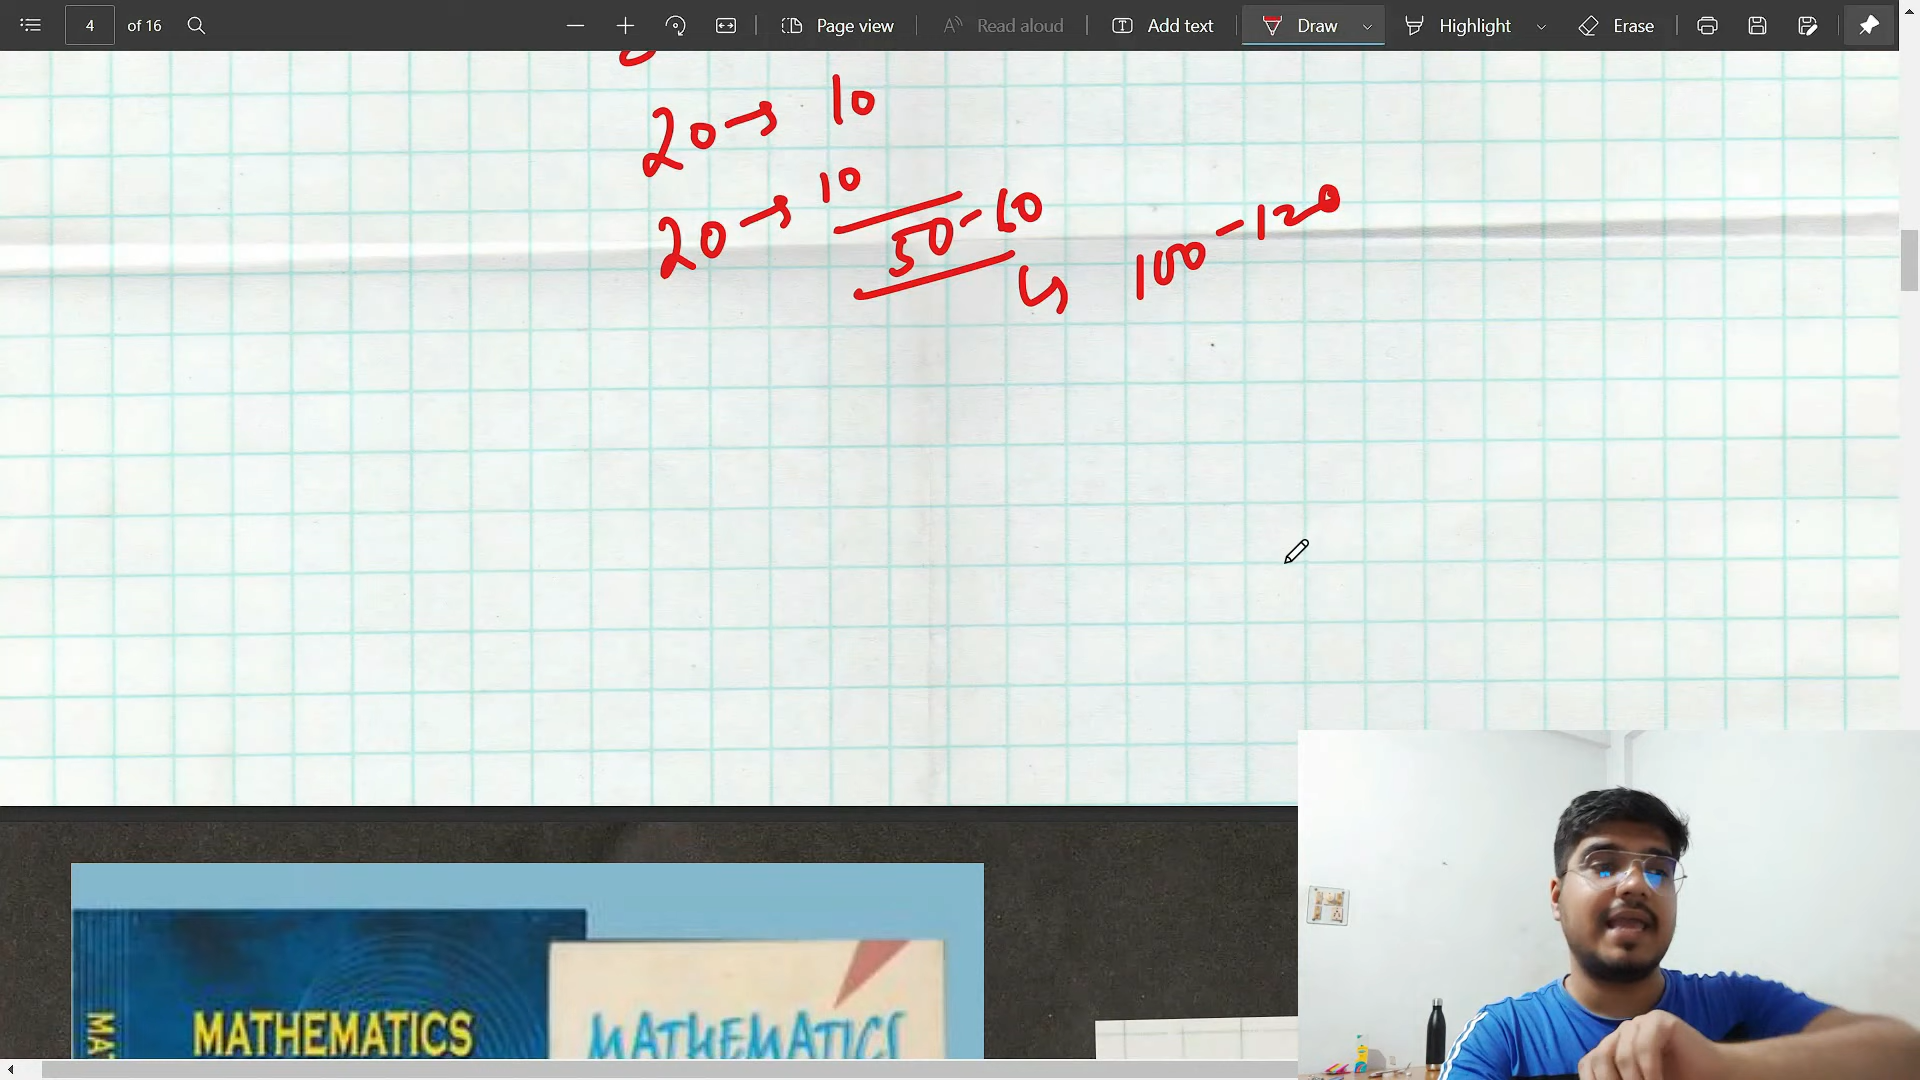 4 of 16 Page view Read aloud Add text Draw Highlight Erase
20 → 10
20 → 10
50 - 60
↳ 100 - 120
MATHEMATICS
MATHEMATICS